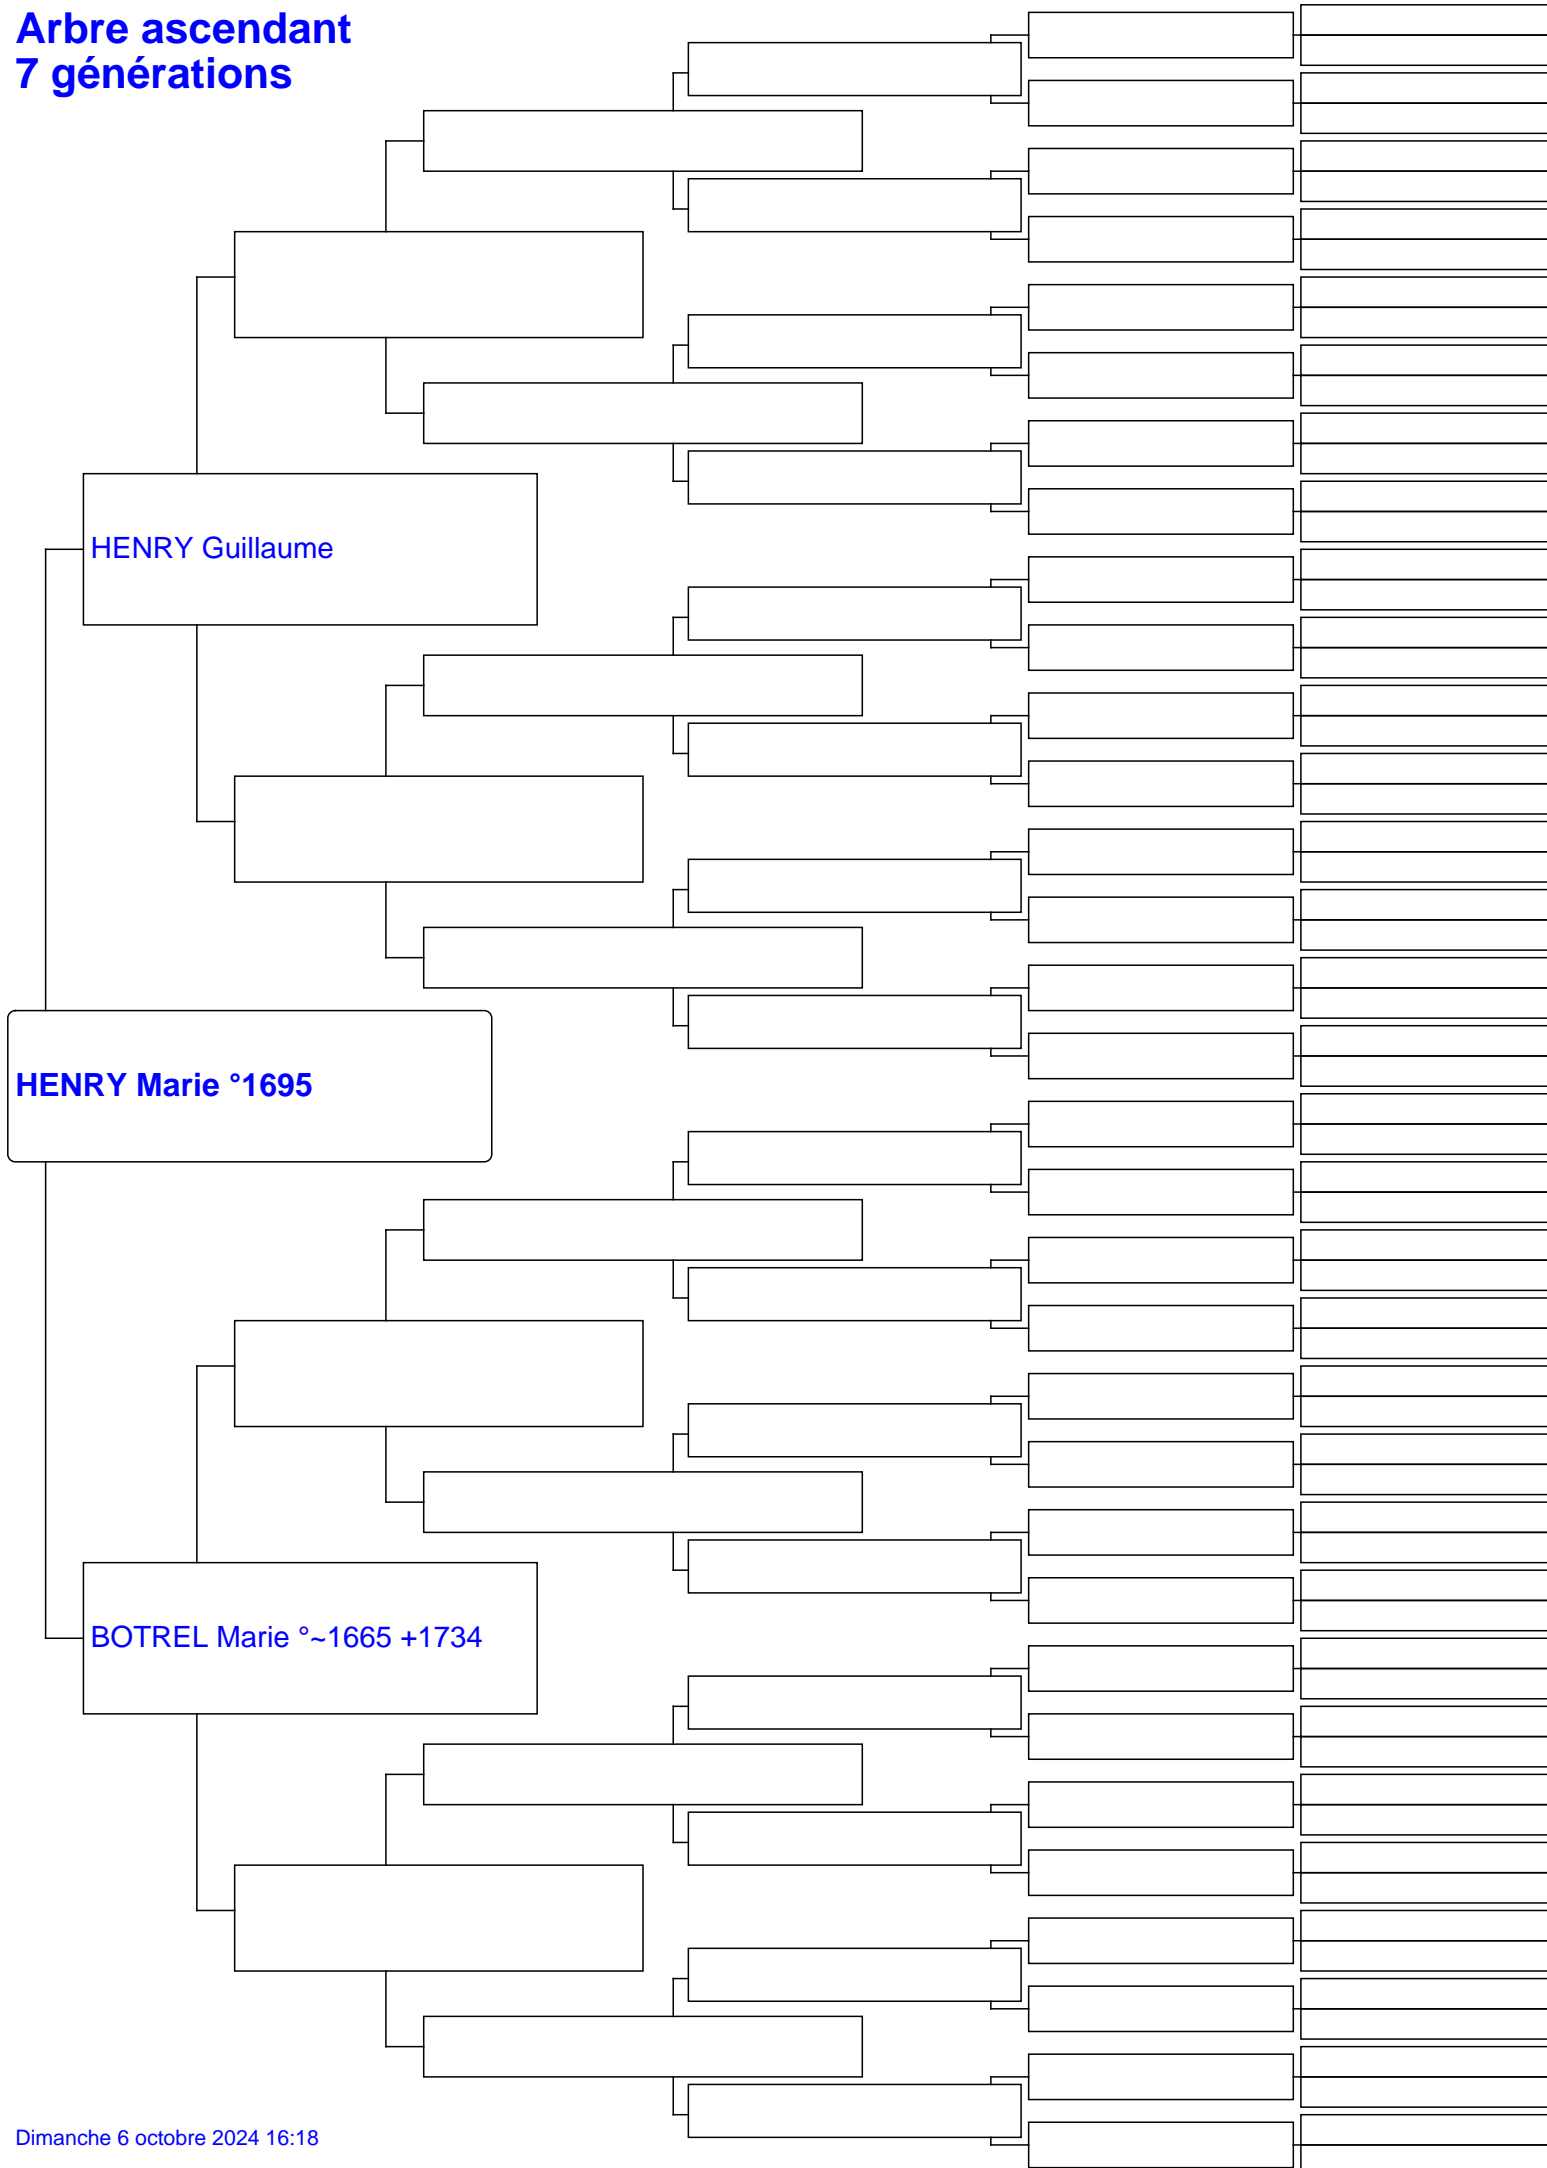 Arbre ascendant
7 générations
HENRY Guillaume
HENRY Marie °1695
BOTREL Marie °~1665 +1734
Dimanche 6 octobre 2024 16:18